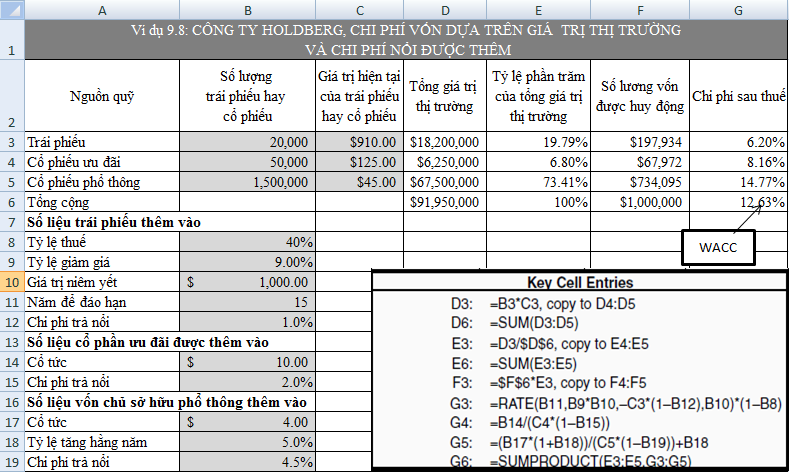 A B C D E F G
1 Ví dụ 9.8: CÔNG TY HOLDBERG, CHI PHÍ VỐN DỰA TRÊN GIÁ TRỊ THỊ TRƯỜNG
VÀ CHI PHÍ NỔI ĐƯỢC THÊM
2 Nguồn quỹ Số lượng trái phiếu hay cổ phiếu Giá trị hiện tại của trái phiếu hay cổ phiếu Tổng giá trị thị trường Tỷ lệ phần trăm của tổng giá trị thị trường Số lương vốn được huy động Chi phí sau thuế
3 Trái phiếu 20,000 $910.00 $18,200,000 19.79% $197,934 6.20%
4 Cổ phiếu ưu đãi 50,000 $125.00 $6,250,000 6.80% $67,972 8.16%
5 Cổ phiếu phổ thông 1,500,000 $45.00 $67,500,000 73.41% $734,095 14.77%
6 Tổng cộng $91,950,000 100% $1,000,000 12.63%
7 Số liệu trái phiếu thêm vào
WACC
8 Tỷ lệ thuế 40%
9 Tỷ lệ giảm giá 9.00%
10 Giá trị niêm yết $ 1,000.00
11 Năm để đáo hạn 15
12 Chi phí trả nổi 1.0%
13 Số liệu cổ phần ưu đãi được thêm vào
14 Cổ tức $ 10.00
15 Chi phí trả nổi 2.0%
16 Số liệu vốn chủ sở hữu phổ thông thêm vào
17 Cổ tức $ 4.00
18 Tỷ lệ tăng hằng năm 5.0%
19 Chi phí trả nổi 4.5%
Key Cell Entries
D3: =B3*C3, copy to D4:D5
D6: =SUM(D3:D5)
E3: =D3/$D$6, copy to E4:E5
E6: =SUM(E3:E5)
F3: =$F$6*E3, copy to F4:F5
G3: =RATE(B11,B9*B10,–C3*(1–B12),B10)*(1–B8)
G4: =B14/(C4*(1–B15))
G5: =(B17*(1+B18))/(C5*(1–B19))+B18
G6: =SUMPRODUCT(E3:E5,G3:G5)